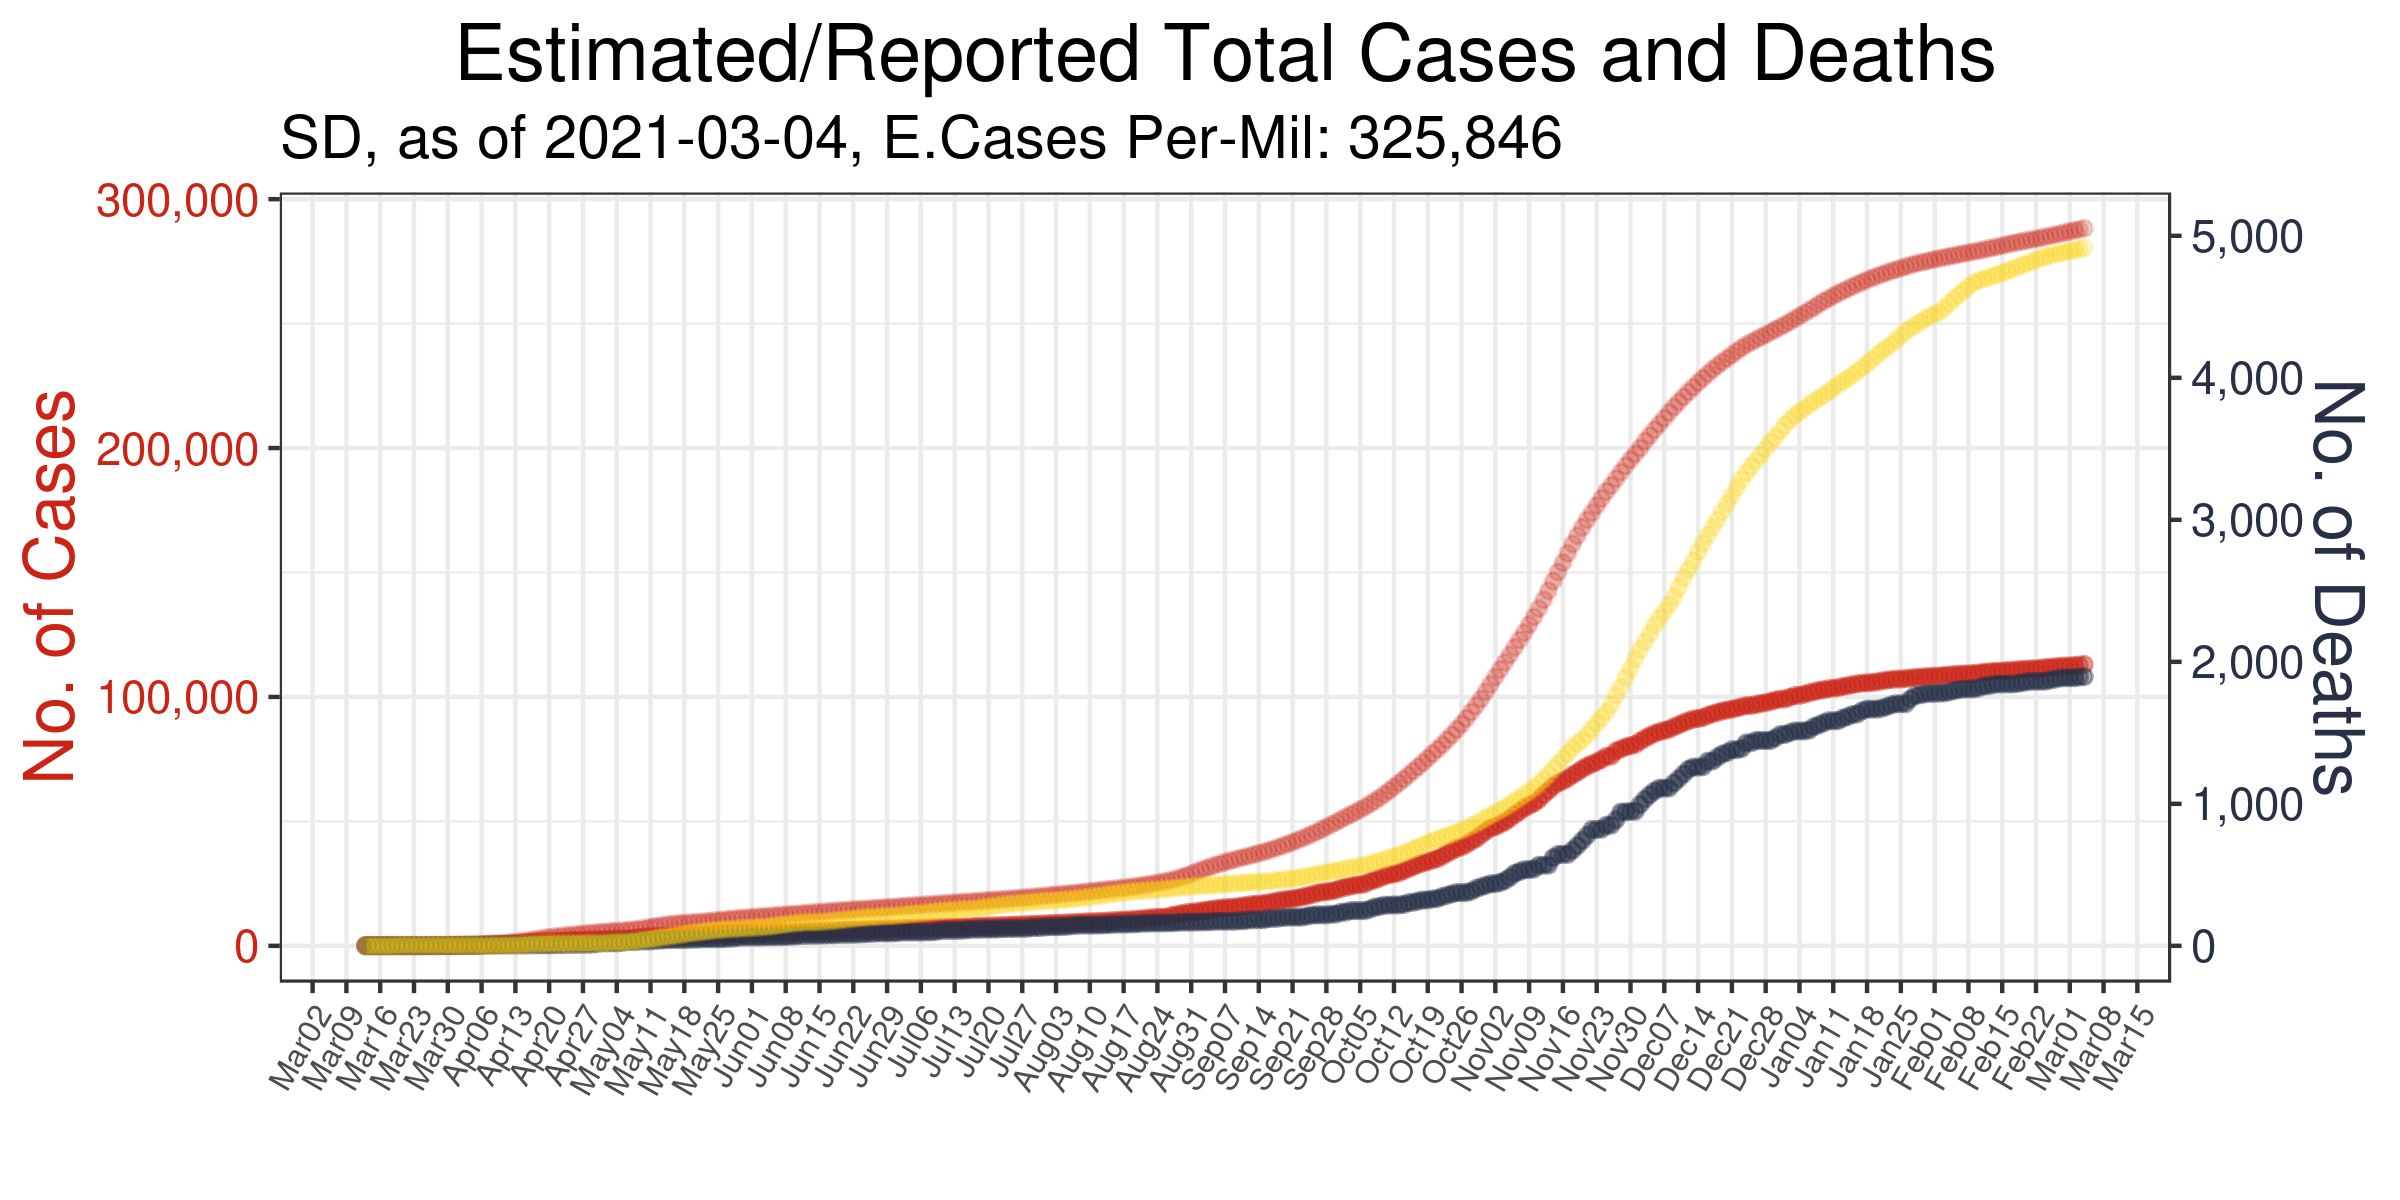 Estimated/Reported Total Cases and Deaths
SD, as of 2021-03-04, E.Cases Per-Mil: 325,846
No. of Cases
300,000
200,000
100,000
0
5,000
4,000
3,000
2,000
1,000
0
No. of Deaths
Mar02
Mar09
Mar16
Mar23
Mar30
Apr06
Apr13
Apr20
Apr27
May04
May11
May18
May25
Jun01
Jun08
Jun15
Jun22
Jun29
Jul06
Jul13
Jul20
Jul27
Aug03
Aug10
Aug17
Aug24
Aug31
Sep07
Sep14
Sep21
Sep28
Oct05
Oct12
Oct19
Oct26
Nov02
Nov09
Nov16
Nov23
Nov30
Dec07
Dec14
Dec21
Dec28
Jan04
Jan11
Jan18
Jan25
Feb01
Feb08
Feb15
Feb22
Mar01
Mar08
Mar15